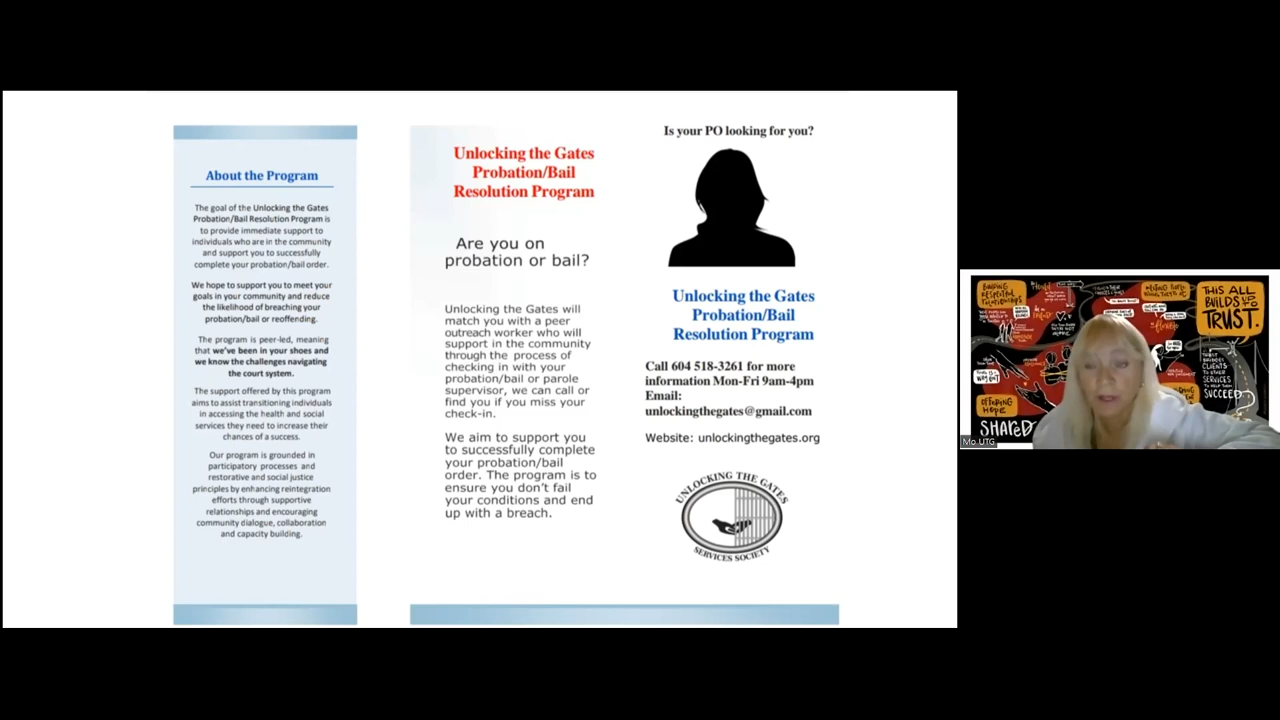 About the Program
The goal of the Unlocking the Gates
Probation/Bail Resolution Program is
to provide immediate support to
individuals who are in the community
and support you to successfully
complete your probation/bail order.
We hope to support you to meet your
goals in your community and reduce
the likelihood of breaching your
probation/bail or reoffending.
The program is peer-led, meaning
that we've been in your shoes and
we know the challenges navigating
the court system.
The support offered by this program
aims to assist transitioning individuals
in accessing the health and social
services they need to increase their
chances of a success.
Our program is grounded in
participatory processes and
restorative and social justice
principles by enhancing reintegration
efforts through supportive
relationships and encouraging
community dialogue, collaboration
and capacity building.
Unlocking the Gates
Probation/Bail
Resolution Program
Are you on
probation or bail?
Unlocking the Gates will
match you with a peer
outreach worker who will
support in the community
through the process of
checking in with your
probation/bail or parole
supervisor, we can call or
find you if you miss your
check-in.
We aim to support you
to successfully complete
your probation/bail
order. The program is to
ensure you don't fail
your conditions and end
up with a breach.
Is your PO looking for you?
Unlocking the Gates
Probation/Bail
Resolution Program
Call 604 518-3261 for more
information Mon-Fri 9am-4pm
Email:
unlockingthegates@gmail.com
Website: unlockingthegates.org
UNLOCKING THE GATES
SERVICES SOCIETY
BUILDING
RESPECTFUL
RELATIONSHIPS
THIS ALL
BUILDS UP TO
TRUST.
CLIENTS
TO OTHER
SERVICES
TO HELP THEM
SUCCEED
OFFERING
HOPE
SHARED
Mo UTG